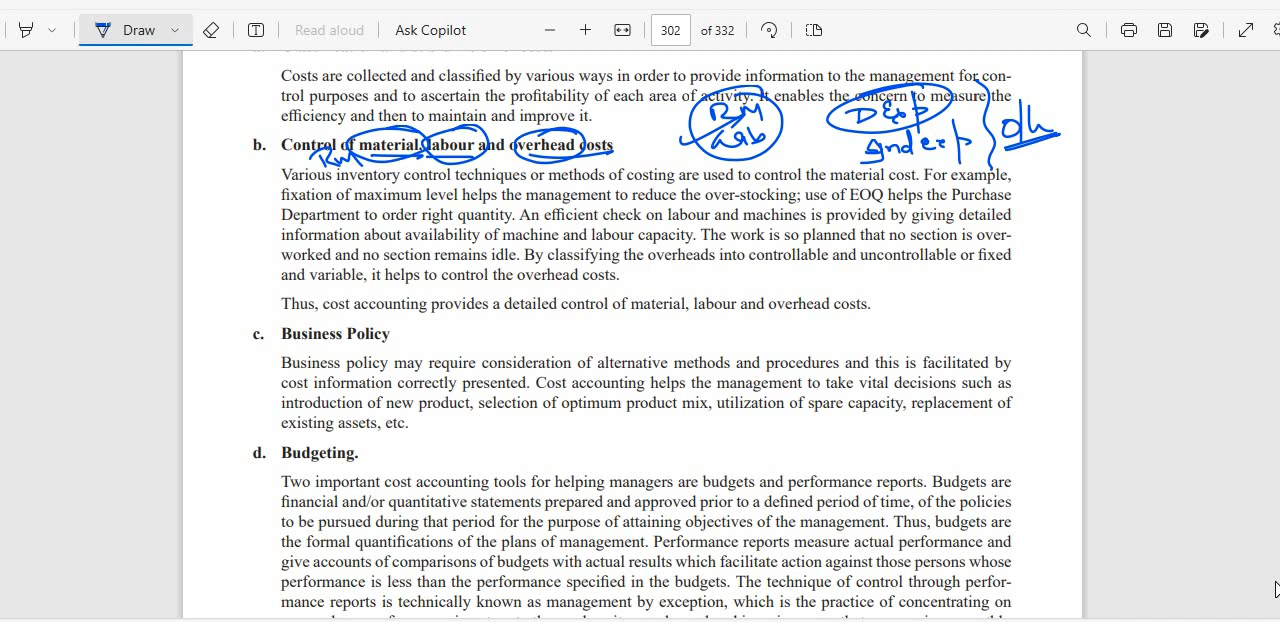 Draw
Read aloud
Ask Copilot
302 of 332
Costs are collected and classified by various ways in order to provide information to the management for con-
trol purposes and to ascertain the profitability of each area of activity. It enables the concern to measure the
efficiency and then to maintain and improve it.
RM
Lab
D Exp
Ind exp
oh
b. Control of material, labour and overhead costs
RM
Various inventory control techniques or methods of costing are used to control the material cost. For example,
fixation of maximum level helps the management to reduce the over-stocking; use of EOQ helps the Purchase
Department to order right quantity. An efficient check on labour and machines is provided by giving detailed
information about availability of machine and labour capacity. The work is so planned that no section is over-
worked and no section remains idle. By classifying the overheads into controllable and uncontrollable or fixed
and variable, it helps to control the overhead costs.
Thus, cost accounting provides a detailed control of material, labour and overhead costs.
c. Business Policy
Business policy may require consideration of alternative methods and procedures and this is facilitated by
cost information correctly presented. Cost accounting helps the management to take vital decisions such as
introduction of new product, selection of optimum product mix, utilization of spare capacity, replacement of
existing assets, etc.
d. Budgeting.
Two important cost accounting tools for helping managers are budgets and performance reports. Budgets are
financial and/or quantitative statements prepared and approved prior to a defined period of time, of the policies
to be pursued during that period for the purpose of attaining objectives of the management. Thus, budgets are
the formal quantifications of the plans of management. Performance reports measure actual performance and
give accounts of comparisons of budgets with actual results which facilitate action against those persons whose
performance is less than the performance specified in the budgets. The technique of control through perfor-
mance reports is technically known as management by exception, which is the practice of concentrating on